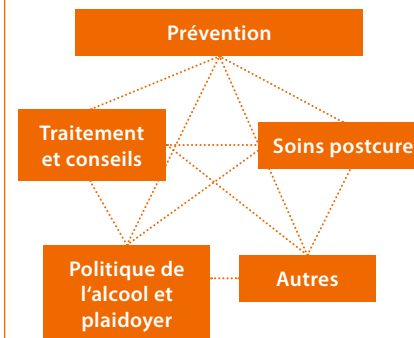 Prévention
Traitement
et conseils
Soins postcure
Politique de
l‘alcool et
plaidoyer
Autres